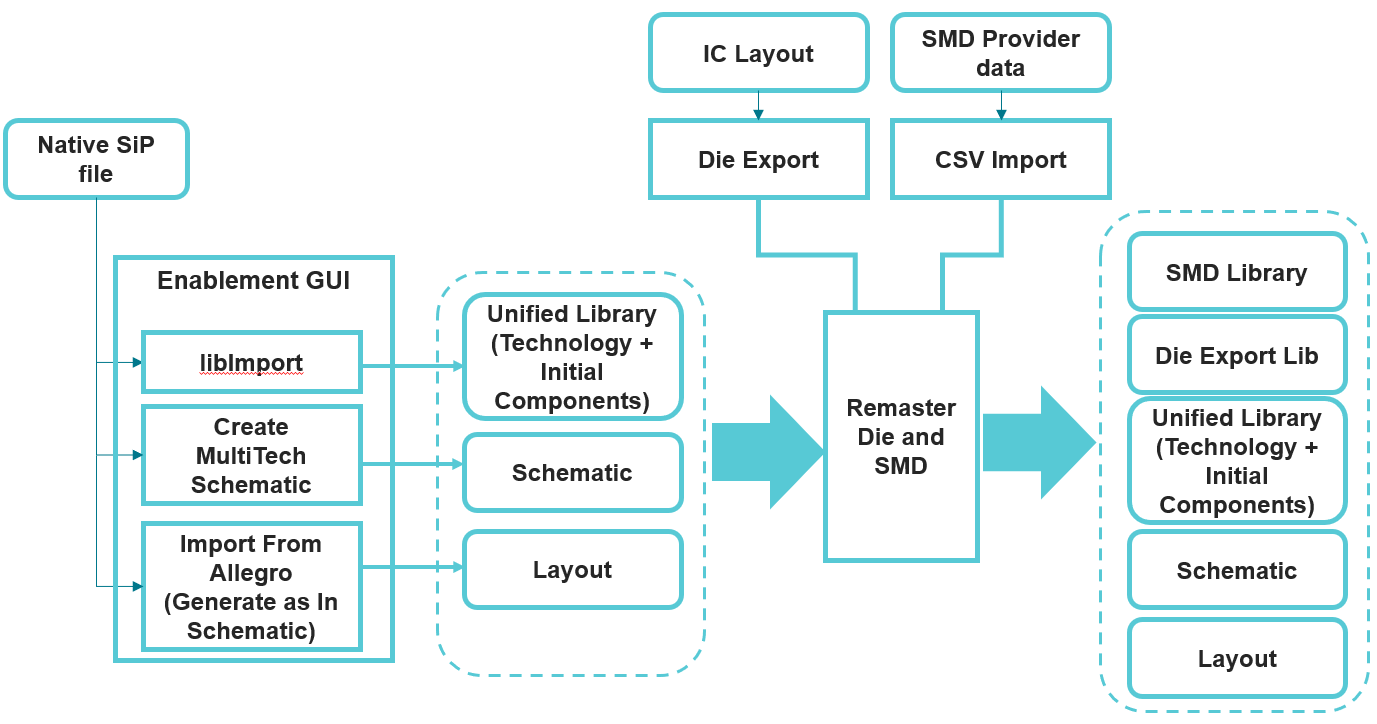 IC Layout
SMD Provider
data
Native SiP
file
Die Export
CSV Import
Enablement GUI
libImport
Create
MultiTech
Schematic
Import From
Allegro
(Generate as In
Schematic)
Unified Library
(Technology +
Initial
Components)
Schematic
Layout
Remaster
Die and
SMD
SMD Library
Die Export Lib
Unified Library
(Technology +
Initial
Components)
Schematic
Layout